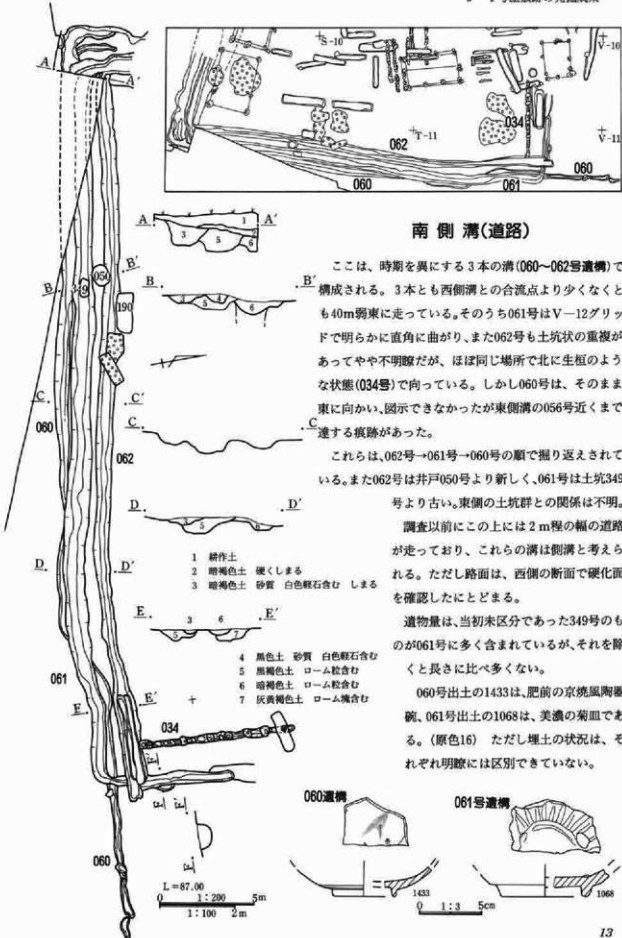 A
A'
S-10
V-10
034
T-11
V-11
062
060
061
060
南側溝(道路)
ここは、時期を異にする3本の溝(060〜062号遺構)で
構成される。3本とも西側溝との合流点より少なくと
も40m弱東に走っている。そのうち061号はV−12グリッ
ドで明らかに直角に曲がり、また062号も土坑状の重複が
あってやや不明瞭だが、ほぼ同じ場所で北に生垣のよう
な状態(034号)で向っている。しかし060号は、そのまま
東に向かい、図示できなかったが東側溝の056号近くまで
達する痕跡があった。
これらは、062号→061号→060号の順で掘り返えされて
いる。また062号は井戸050号より新しく、061号は土坑349
号より古い。東側の土坑群との関係は不明。
調査以前にこの上には2m程の幅の道路
が走っており、これらの溝は側溝と考えら
れる。ただし路面は、西側の断面で硬化面
を確認したにとどまる。
遺物量は、当初未区分であった349号のも
のが061号に多く含まれているが、それを除
くと長さに比べ多くない。
060号出土の1433は、肥前の京焼風陶器
碗、061号出土の1068は、美濃の菊皿であ
る。(原色16) ただし埋土の状況は、そ
れぞれ明瞭には区別できていない。
A
A'
1
2
3
5
6
B
B'
3
5
4
6
C
C'
D
D'
3
5
6
E
E'
3
6
5
7
B
B'
050
349
190
C
C'
060
062
D
D'
061
E
E'
034
F
F'
F
F'
060
1 耕作土
2 暗褐色土 硬くしまる
3 暗褐色土 砂質 白色軽石含む しまる
4 黒色土 砂質 白色軽石含む
5 黒褐色土 ローム粒含む
6 暗褐色土 ローム粒含む
7 灰黄褐色土 ローム塊含む
L=87.00
0 1:200 5m
1:100 2m
060遺構
061号遺構
1433
1068
0 1:3 5cm
13